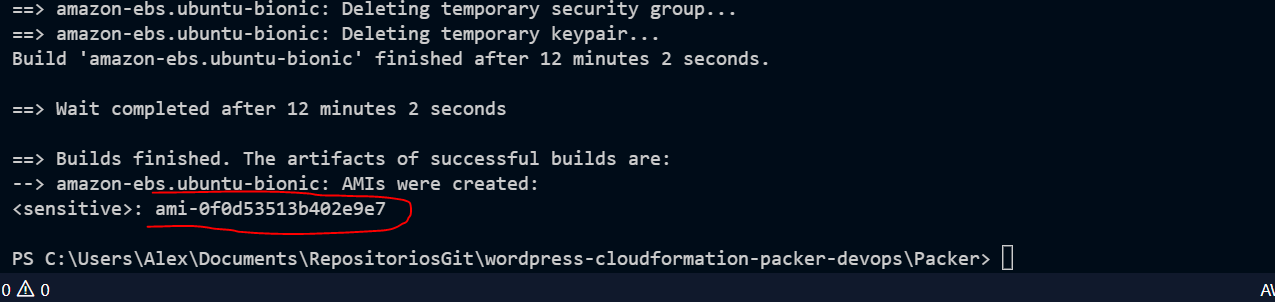 ==> amazon-ebs.ubuntu-bionic: Deleting temporary security group...
==> amazon-ebs.ubuntu-bionic: Deleting temporary keypair...
Build 'amazon-ebs.ubuntu-bionic' finished after 12 minutes 2 seconds.
==> Wait completed after 12 minutes 2 seconds
==> Builds finished. The artifacts of successful builds are:
--> amazon-ebs.ubuntu-bionic: AMIs were created:
<sensitive>: ami-0f0d53513b402e9e7
PS C:\Users\Alex\Documents\RepositoriosGit\wordpress-cloudformation-packer-devops\Packer>
0 0